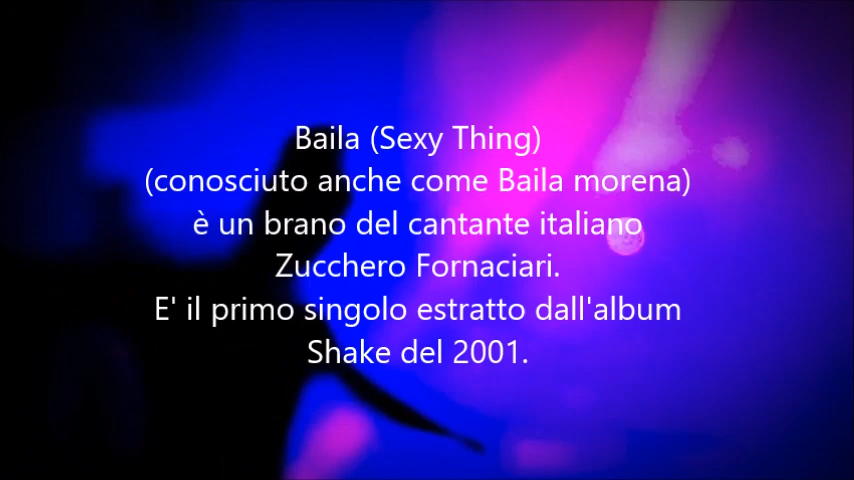 Baila (Sexy Thing)
(conosciuto anche come Baila morena)
è un brano del cantante italiano
Zucchero Fornaciari.
E' il primo singolo estratto dall'album
Shake del 2001.